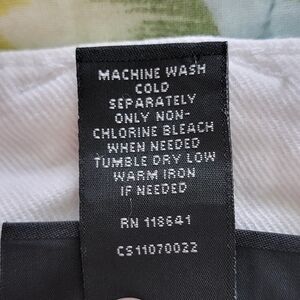 MACHINE WASH
COLD
SEPARATELY
ONLY NON-
CHLORINE BLEACH
WHEN NEEDED
TUMBLE DRY LOW
WARM IRON
IF NEEDED
RN 118641
CS11070022